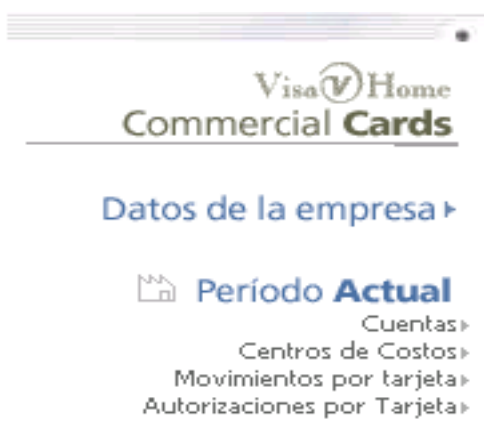 Visa V Home
Commercial Cards
Datos de la empresa
Período Actual
Cuentas
Centros de Costos
Movimientos por tarjeta
Autorizaciones por Tarjeta